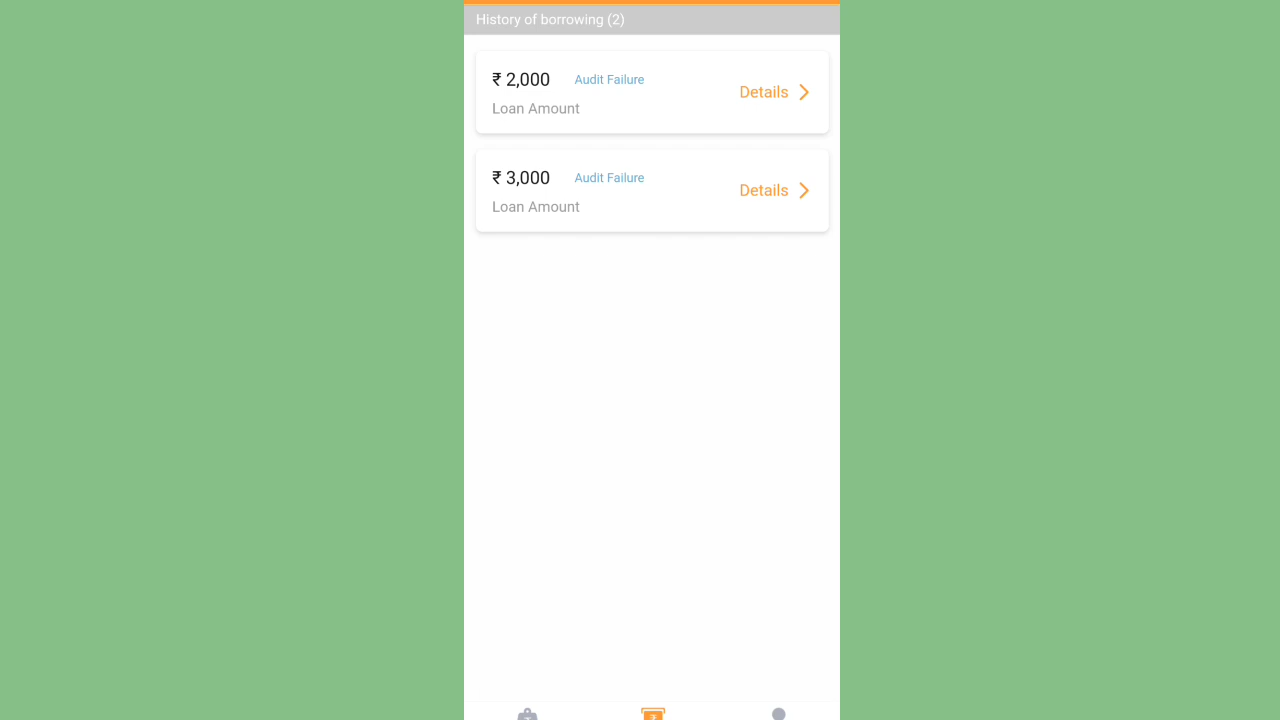 History of borrowing (2)
₹ 2,000 Audit Failure
Details
Loan Amount
₹ 3,000 Audit Failure
Details
Loan Amount